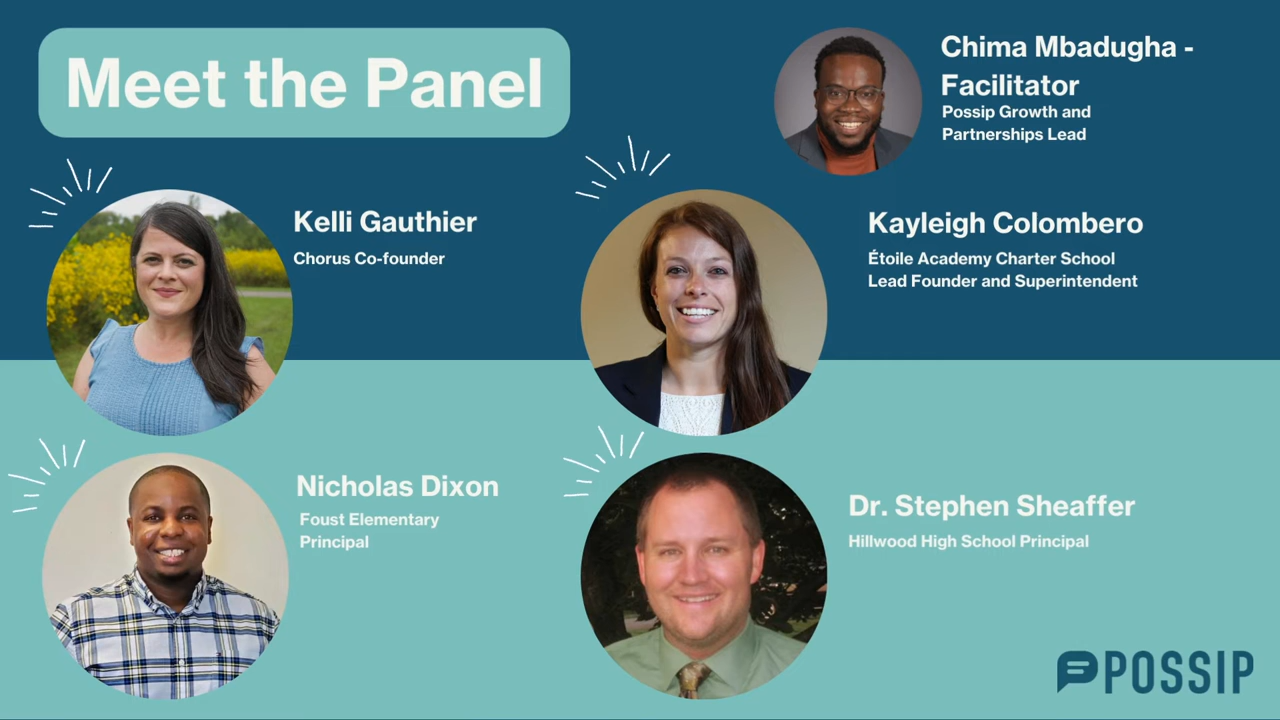 Meet the Panel
Chima Mbadugha -
Facilitator
Possip Growth and
Partnerships Lead
Kelli Gauthier
Chorus Co-founder
Kayleigh Colombero
Étoile Academy Charter School
Lead Founder and Superintendent
Nicholas Dixon
Foust Elementary
Principal
Dr. Stephen Sheaffer
Hillwood High School Principal
POSSIP